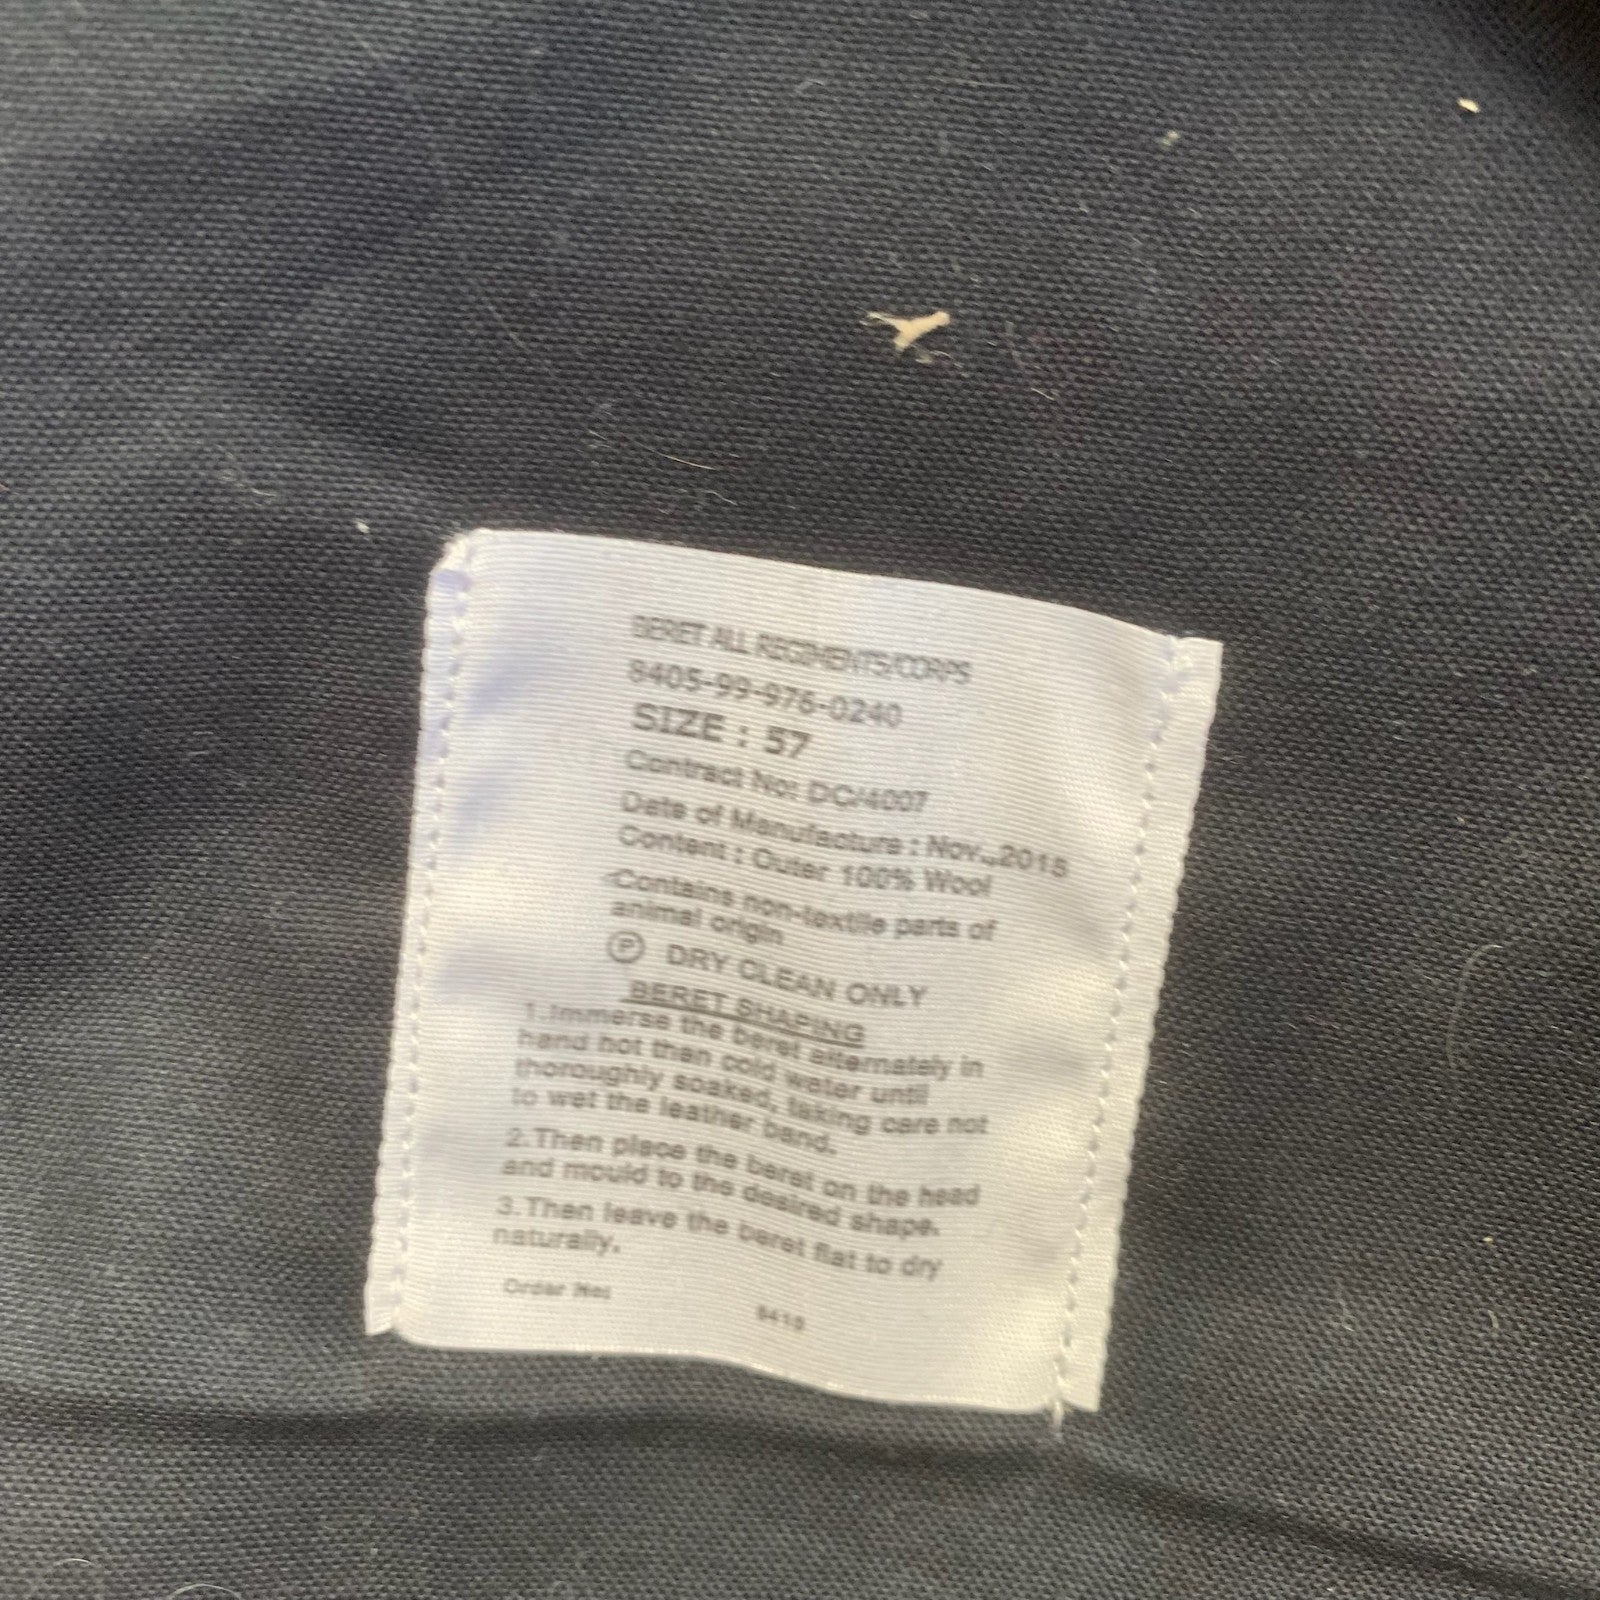 BERET ALL REGIMENTS/CORPS
8405-99-976-0240
SIZE : 57
Contract No: DC/4007
Date of Manufacture : Nov., 2015
Content : Outer 100% Wool
Contains non-textile parts of
animal origin
P DRY CLEAN ONLY
BERET SHAPING
1.Immerse the beret alternately in
hand hot than cold water until
thoroughly soaked, taking care not
to wet the leather band.
2.Then place the beret on the head
and mould to the desired shape.
3.Then leave the beret flat to dry
naturally.
Order No: